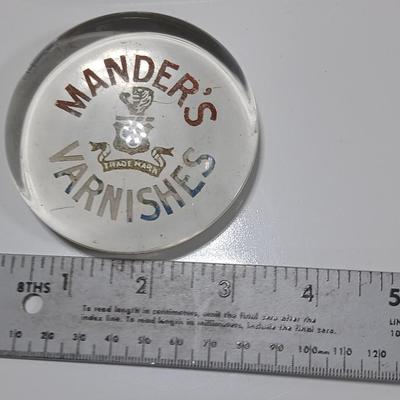 MANDER'S
TRADE MARK
VARNISHES
8THS 1 2 3 4 5
To read length in centimeters, omit the final zero after the
index line. To read length in millimeters, include the final zero.
10 20 30 40 50 60 70 80 90 100mm 110 120